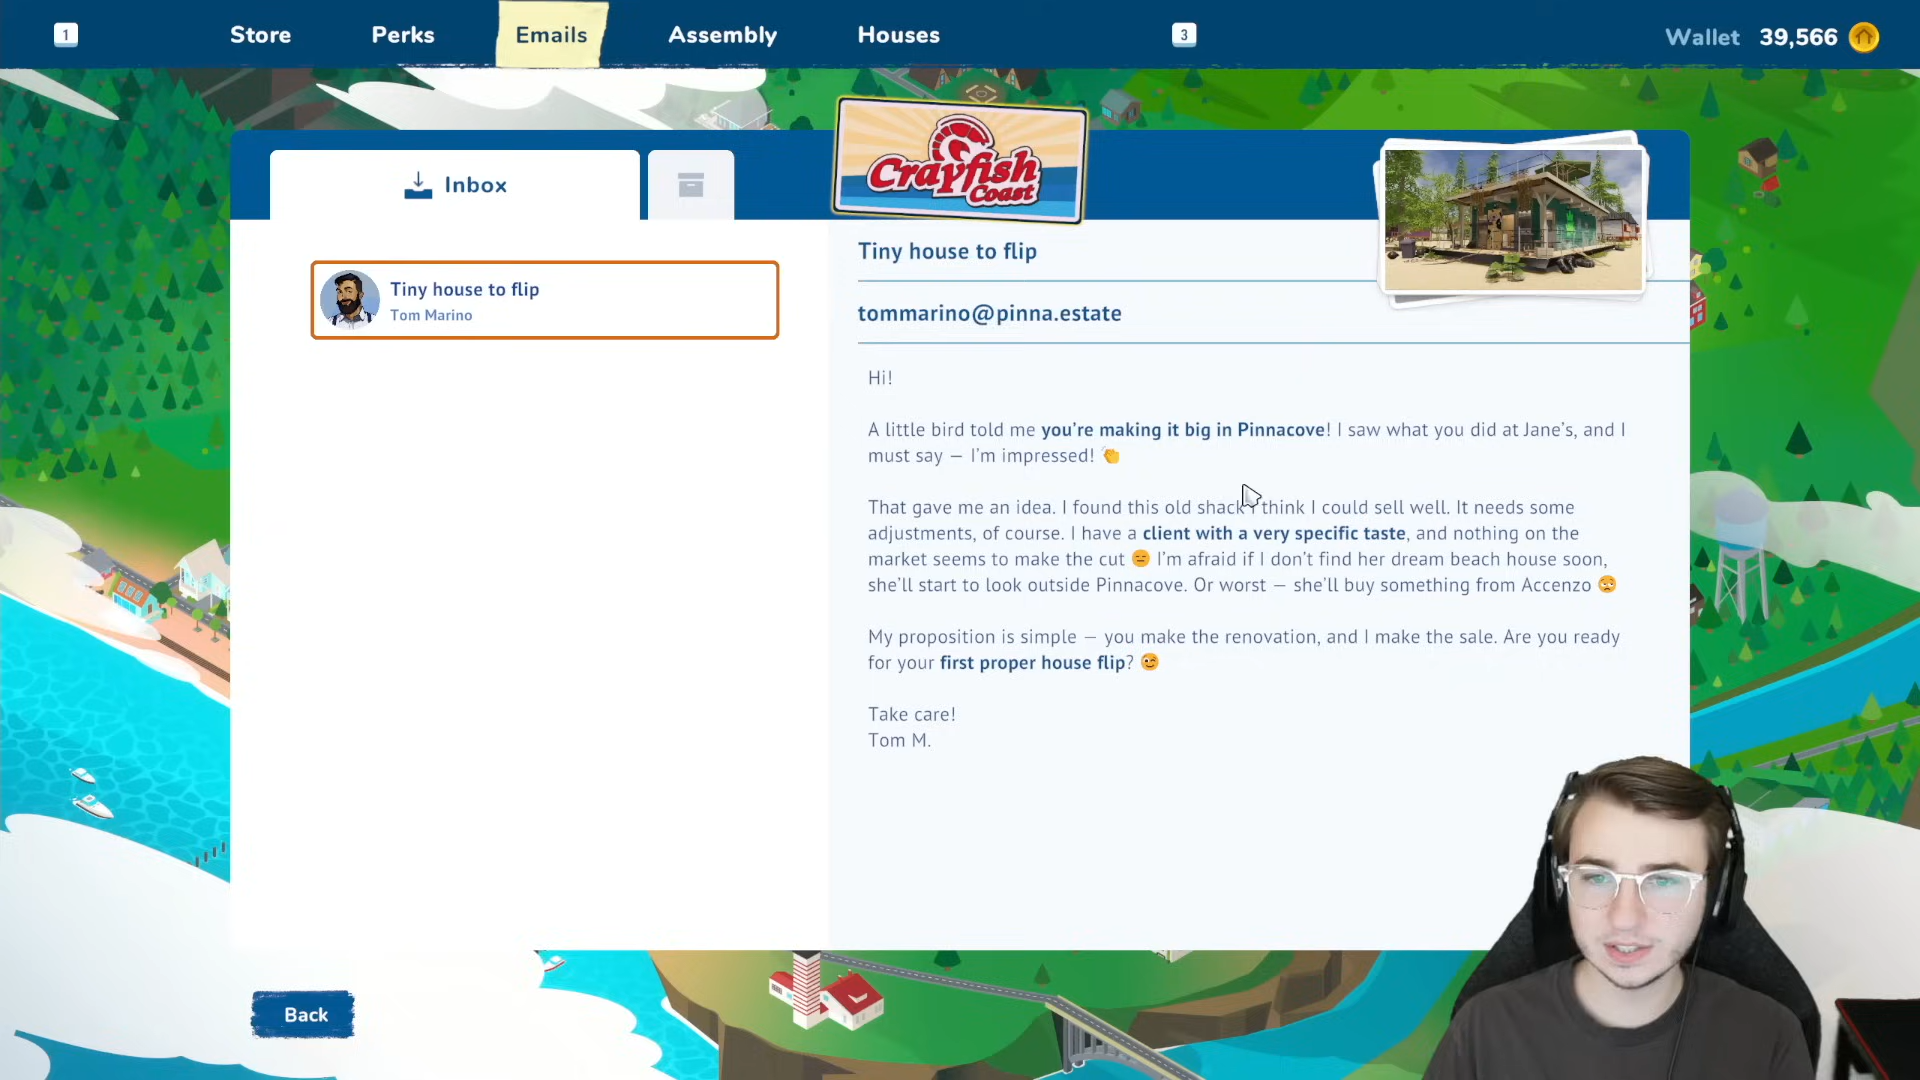 1
Store
Perks
Emails
Assembly
Houses
3
Wallet 39,566
Inbox
Crayfish
Coast
Tiny house to flip
Tom Marino
Tiny house to flip
tommarino@pinna.estate
Hi!
A little bird told me you're making it big in Pinnacove! I saw what you did at Jane's, and I
must say — I'm impressed! 👏
That gave me an idea. I found this old shack I think I could sell well. It needs some
adjustments, of course. I have a client with a very specific taste, and nothing on the
market seems to make the cut 😑 I'm afraid if I don't find her dream beach house soon,
she'll start to look outside Pinnacove. Or worst — she'll buy something from Accenzo 😩
My proposition is simple — you make the renovation, and I make the sale. Are you ready
for your first proper house flip? 😉
Take care!
Tom M.
Back